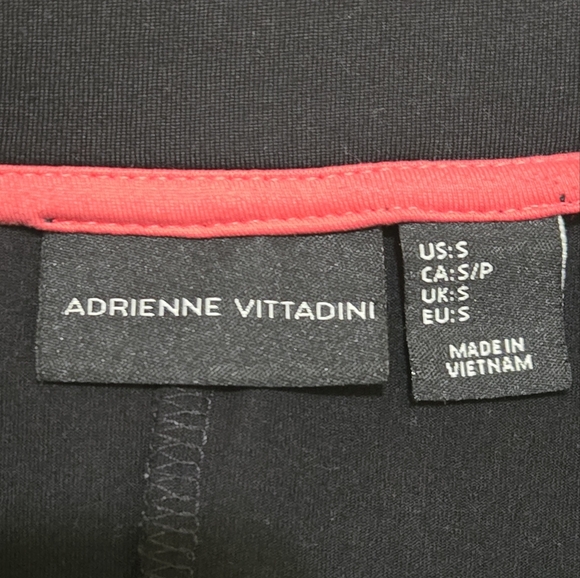 ADRIENNE VITTADINI
US:S
CA:S/P
UK:S
EU:S
MADE IN
VIETNAM